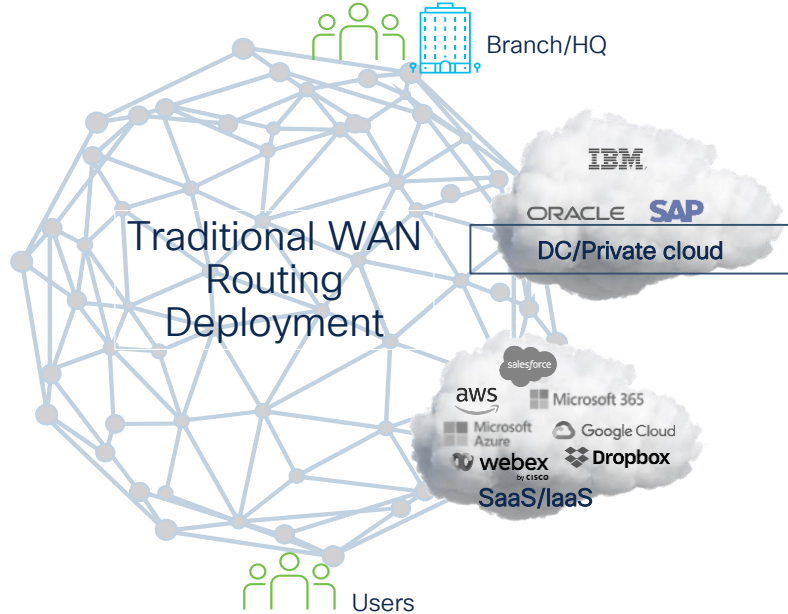 Branch/HQ
IBM
ORACLE SAP
DC/Private cloud
Traditional WAN
Routing
Deployment
salesforce
aws
Microsoft 365
Microsoft
Azure
Google Cloud
webex
by CISCO
Dropbox
SaaS/IaaS
Users